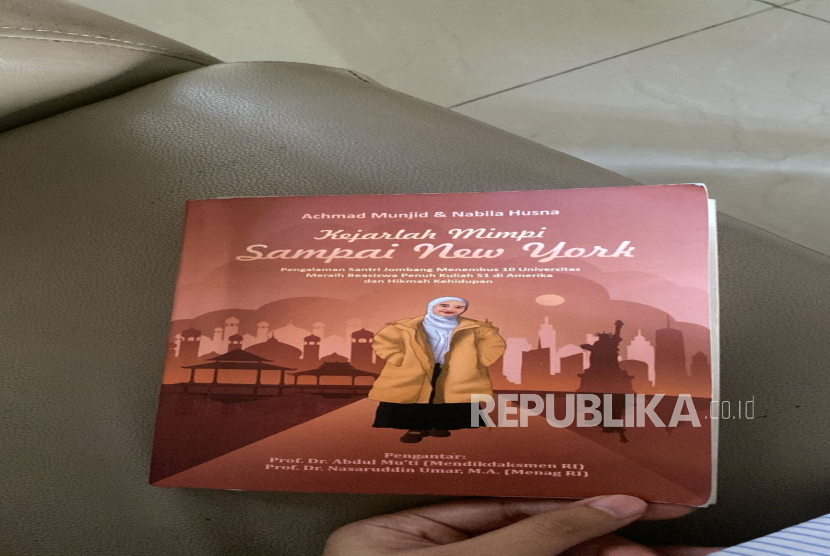 Achmad Munjid & Nabila Husna
Kejarlah Mimpi
Sampai New York
Pengalaman Santri Jombang Menembus 10 Universitas
Meraih Beasiswa Penuh Kuliah S1 di Amerika
dan Hikmah Kehidupan
REPUBLIKA.co.id
Pengantar:
Prof. Dr. Abdul Mu'ti (Mendikdaksmen RI)
Prof. Dr. Nasaruddin Umar, M.A. (Menag RI)